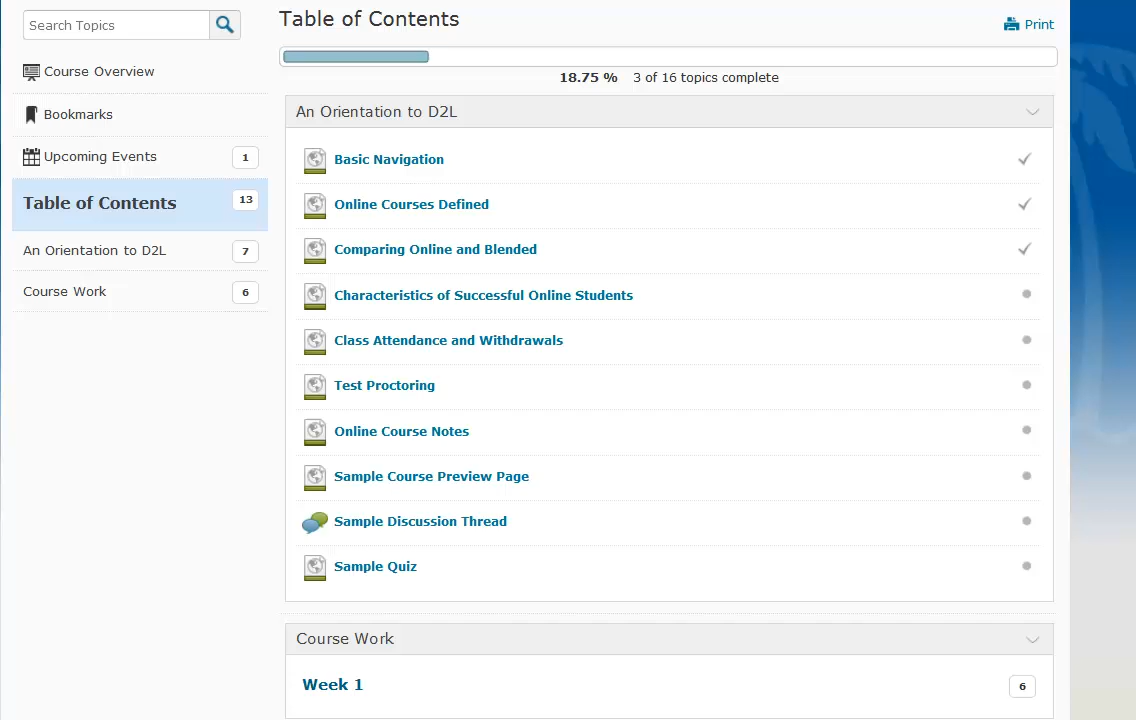 Search Topics
Course Overview
Bookmarks
Upcoming Events 1
Table of Contents 13
An Orientation to D2L 7
Course Work 6
Table of Contents
Print
18.75 % 3 of 16 topics complete
An Orientation to D2L
Basic Navigation
Online Courses Defined
Comparing Online and Blended
Characteristics of Successful Online Students
Class Attendance and Withdrawals
Test Proctoring
Online Course Notes
Sample Course Preview Page
Sample Discussion Thread
Sample Quiz
Course Work
Week 1 6